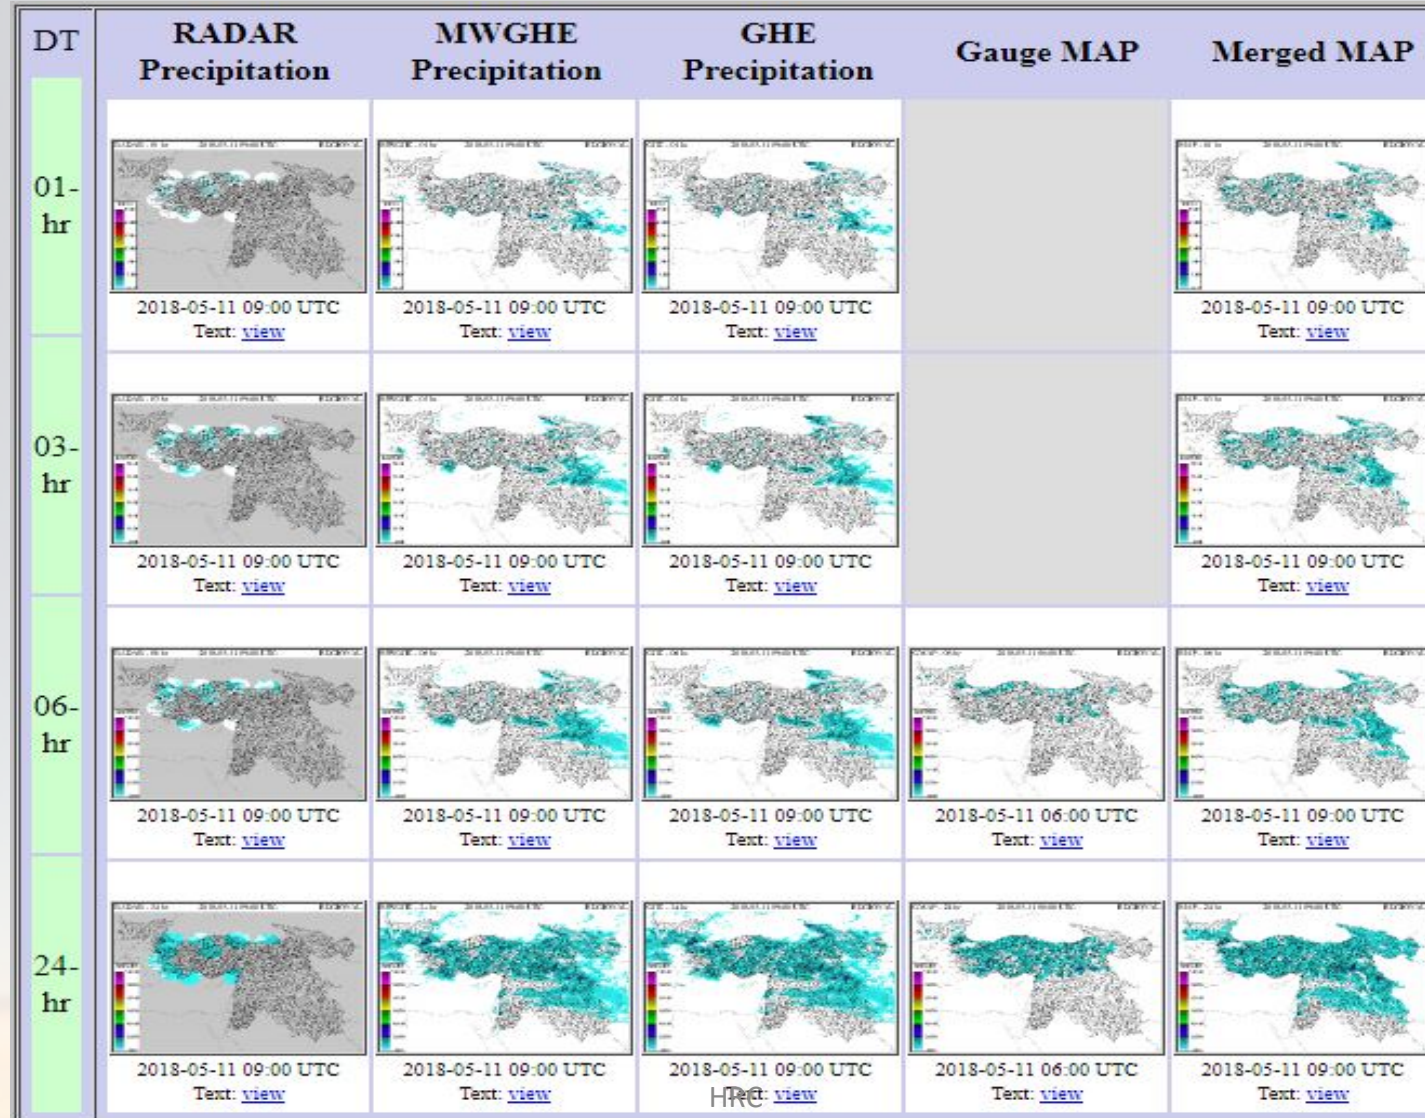 DT
RADAR
Precipitation
MWGHE
Precipitation
GHE
Precipitation
Gauge MAP
Merged MAP
01-
hr
2018-05-11 09:00 UTC
Text: view
2018-05-11 09:00 UTC
Text: view
2018-05-11 09:00 UTC
Text: view
2018-05-11 09:00 UTC
Text: view
03-
hr
2018-05-11 09:00 UTC
Text: view
2018-05-11 09:00 UTC
Text: view
2018-05-11 09:00 UTC
Text: view
2018-05-11 09:00 UTC
Text: view
06-
hr
2018-05-11 09:00 UTC
Text: view
2018-05-11 09:00 UTC
Text: view
2018-05-11 09:00 UTC
Text: view
2018-05-11 06:00 UTC
Text: view
2018-05-11 09:00 UTC
Text: view
24-
hr
2018-05-11 09:00 UTC
Text: view
2018-05-11 09:00 UTC
Text: view
2018-05-11 09:00 UTC
Text: view
2018-05-11 06:00 UTC
Text: view
2018-05-11 09:00 UTC
Text: view
HRC